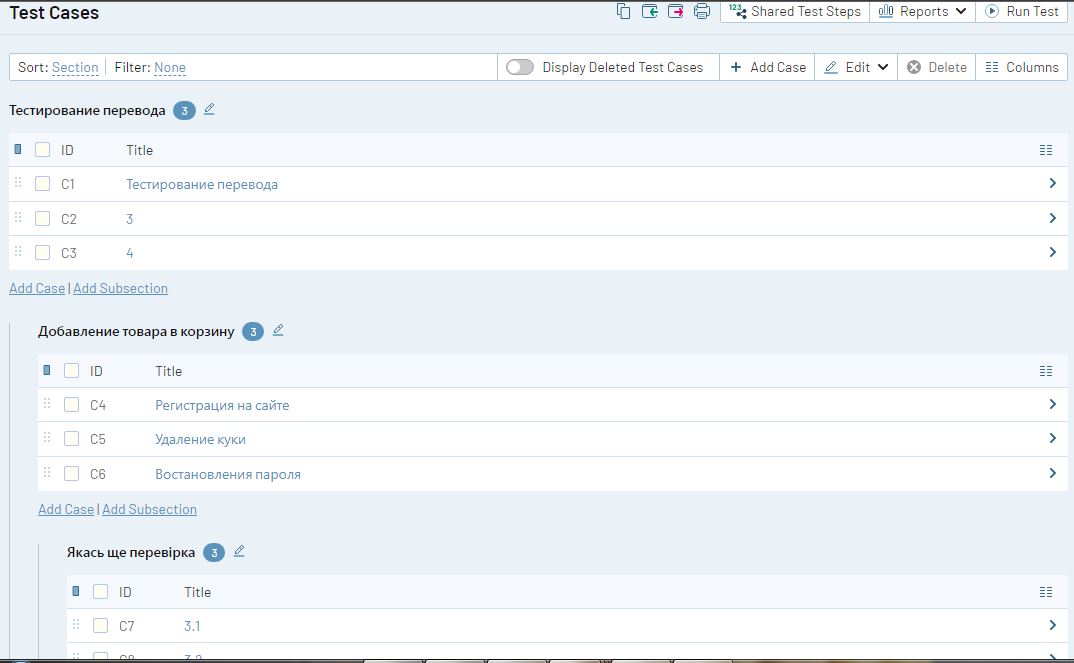 Test Cases
Shared Test Steps Reports Run Test
Sort: Section Filter: None Display Deleted Test Cases Add Case Edit Delete Columns
Тестирование перевода 3
ID Title
C1 Тестирование перевода
C2 3
C3 4
Add Case | Add Subsection
Добавление товара в корзину 3
ID Title
C4 Регистрация на сайте
C5 Удаление куки
C6 Востановления пароля
Add Case | Add Subsection
Якась ще перевірка 3
ID Title
C7 3.1